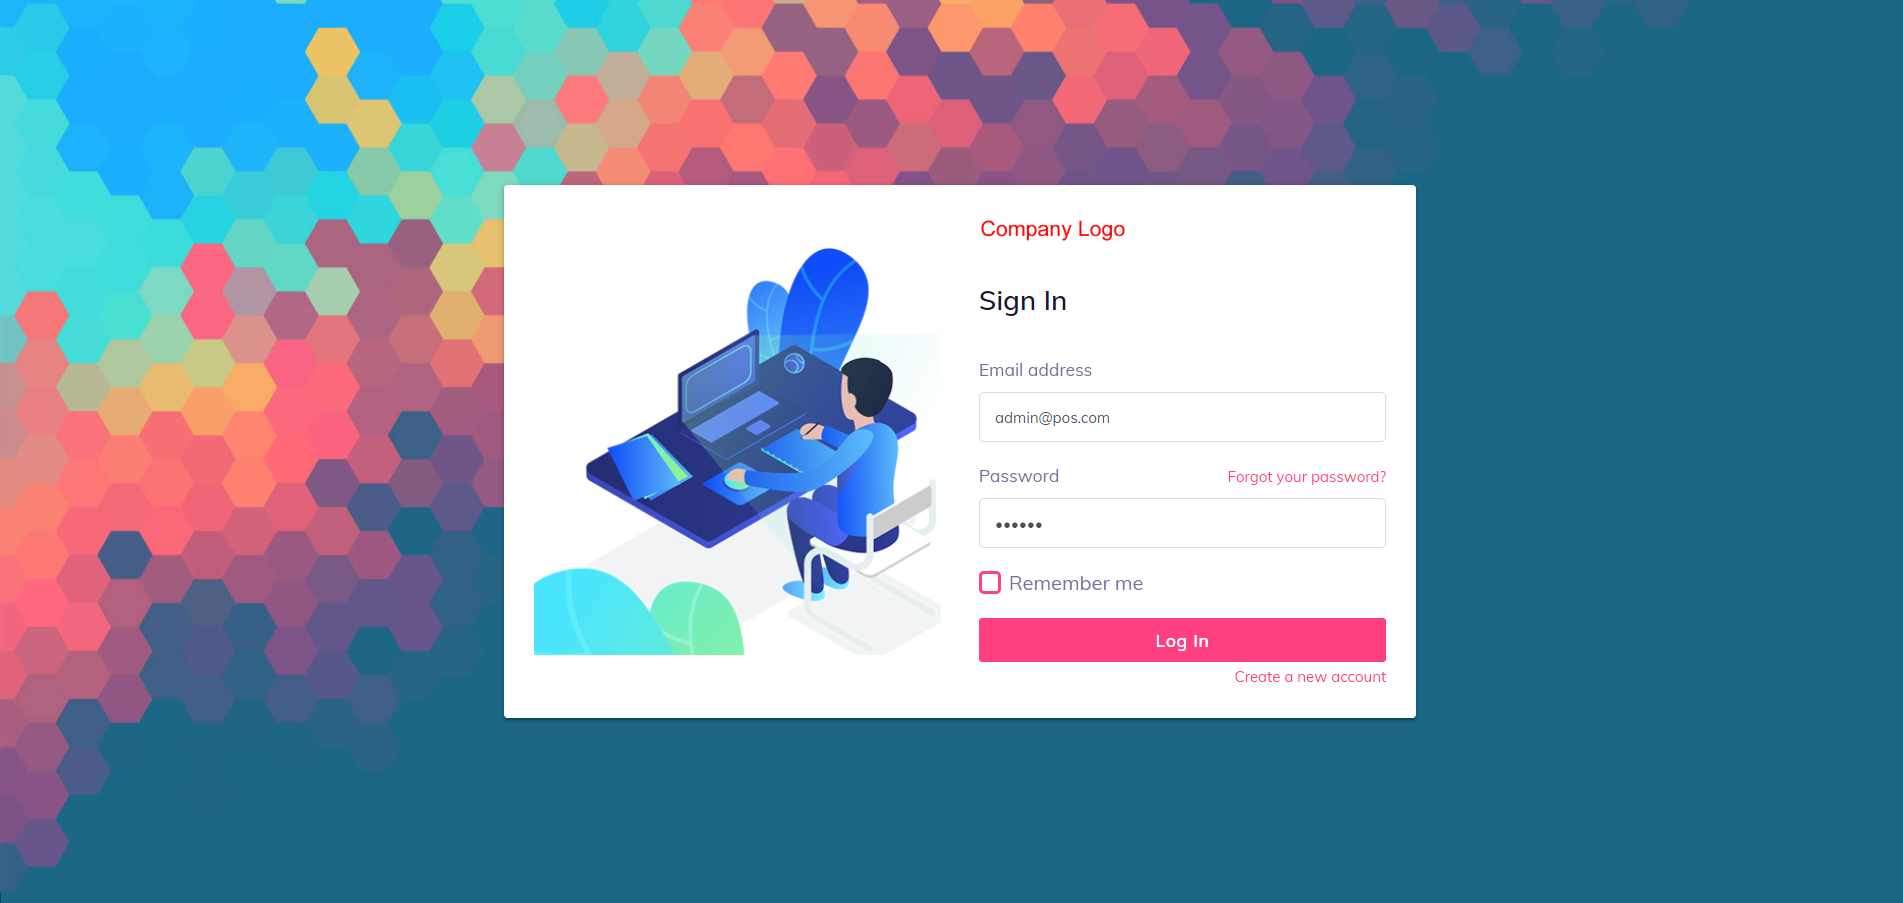 Company Logo
Sign In
Email address
admin@pos.com
Password
Forgot your password?
••••••
Remember me
Log In
Create a new account